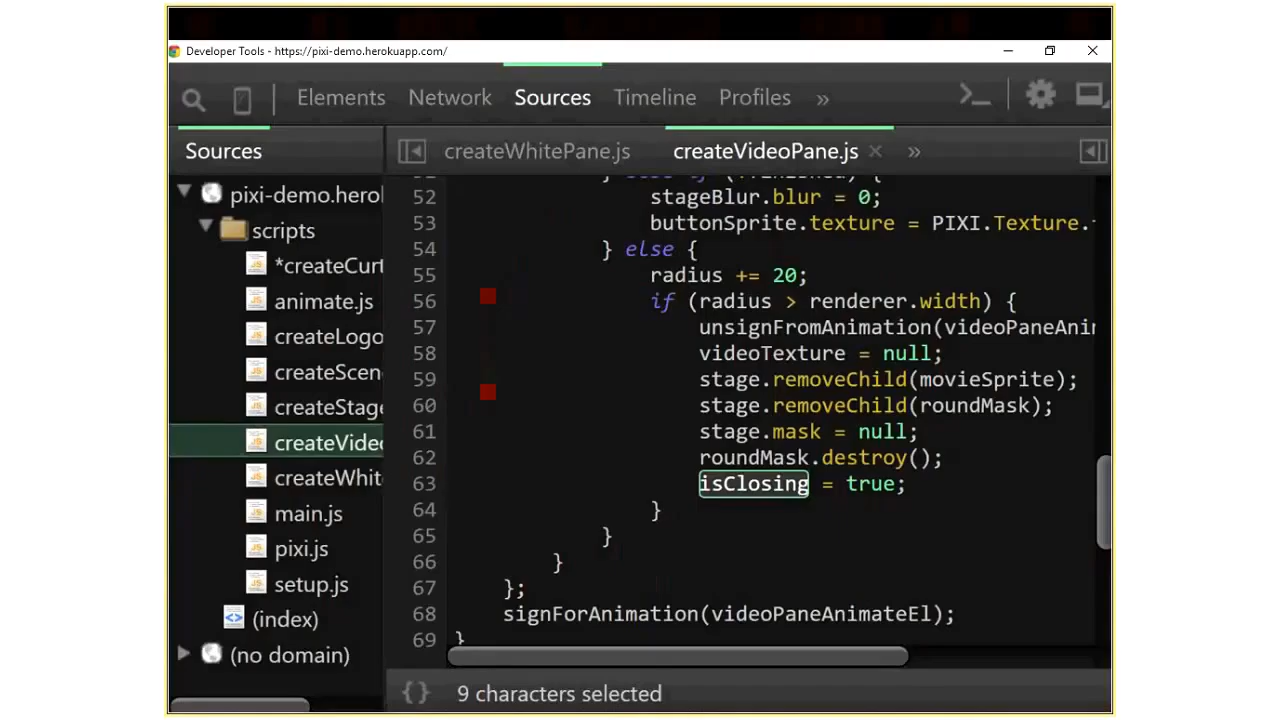 Developer Tools - https://pixi-demo.herokuapp.com/
Elements Network Sources Timeline Profiles »
Sources
createWhitePane.js createVideoPane.js × »
pixi-demo.herok
scripts
*createCurt
animate.js
createLogo
createScen
createStage
createVideo
createWhit
main.js
pixi.js
setup.js
(index)
(no domain)
52 stageBlur.blur = 0;
53 buttonSprite.texture = PIXI.Texture.
54 } else {
55 radius += 20;
56 if (radius > renderer.width) {
57 unsignFromAnimation(videoPaneAni
58 videoTexture = null;
59 stage.removeChild(movieSprite);
60 stage.removeChild(roundMask);
61 stage.mask = null;
62 roundMask.destroy();
63 isClosing = true;
64 }
65 }
66 }
67 };
68 signForAnimation(videoPaneAnimateEl);
69 }
{} 9 characters selected